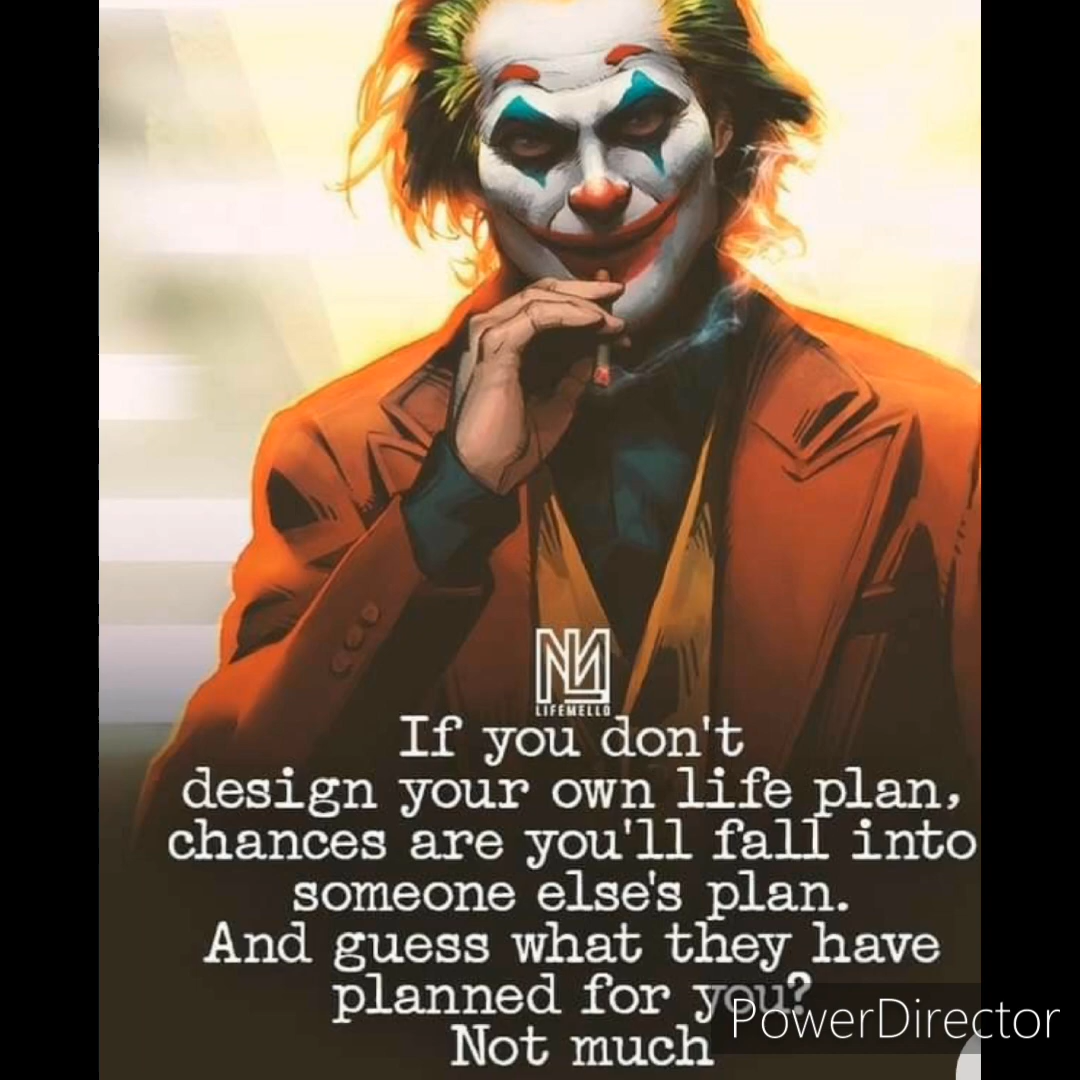 LIFEMELLO
If you don't
design your own life plan,
chances are you'll fall into
someone else's plan.
And guess what they have
planned for you?
Not much
PowerDirector